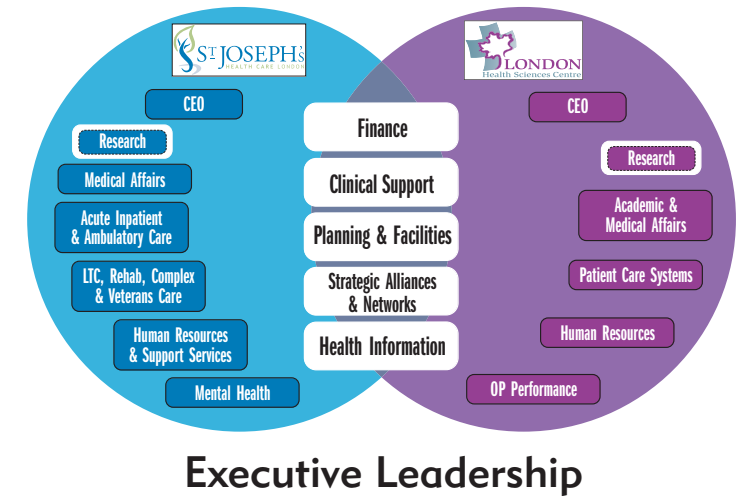 ST JOSEPH'S
HEALTH CARE LONDON
CEO
Research
Medical Affairs
Acute Inpatient
& Ambulatory Care
LTC, Rehab, Complex
& Veterans Care
Human Resources
& Support Services
Mental Health
Finance
Clinical Support
Planning & Facilities
Strategic Alliances
& Networks
Health Information
LONDON
Health Sciences Centre
CEO
Research
Academic &
Medical Affairs
Patient Care Systems
Human Resources
OP Performance
Executive Leadership